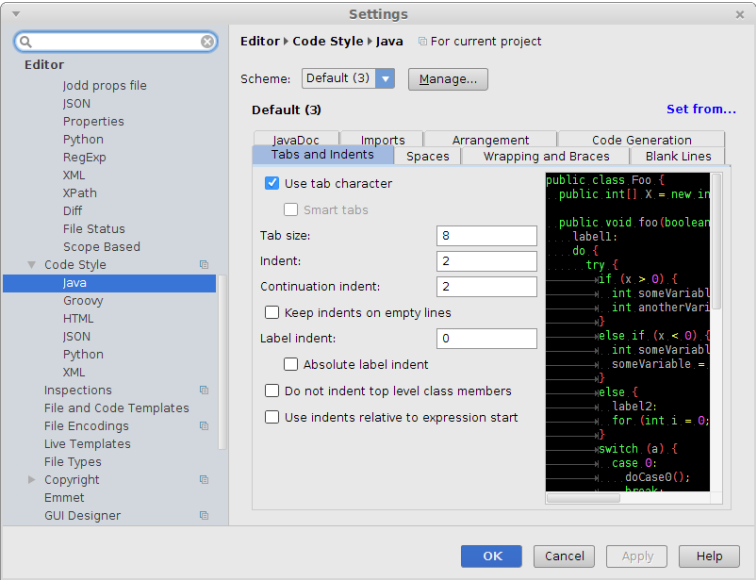 Settings
Editor
Jodd props file
JSON
Properties
Python
RegExp
XML
XPath
Diff
File Status
Scope Based
Code Style
Java
Groovy
HTML
JSON
Python
XML
Inspections
File and Code Templates
File Encodings
Live Templates
File Types
Copyright
Emmet
GUI Designer
Editor Code Style Java For current project
Scheme: Default (3) Manage...
Default (3) Set from...
JavaDoc Imports Arrangement Code Generation
Tabs and Indents Spaces Wrapping and Braces Blank Lines
Use tab character
Smart tabs
Tab size: 8
Indent: 2
Continuation indent: 2
Keep indents on empty lines
Label indent: 0
Absolute label indent
Do not indent top level class members
Use indents relative to expression start
public class Foo {
public int[] X = new in
public void foo(boolean
label1:
do {
try {
if (x > 0) {
int someVariabl
int anotherVari
}
else if (x < 0) {
int someVariabl
someVariable =
}
else {
label2:
for (int i = 0;
}
switch (a) {
case 0:
doCase0();
break;
OK Cancel Apply Help